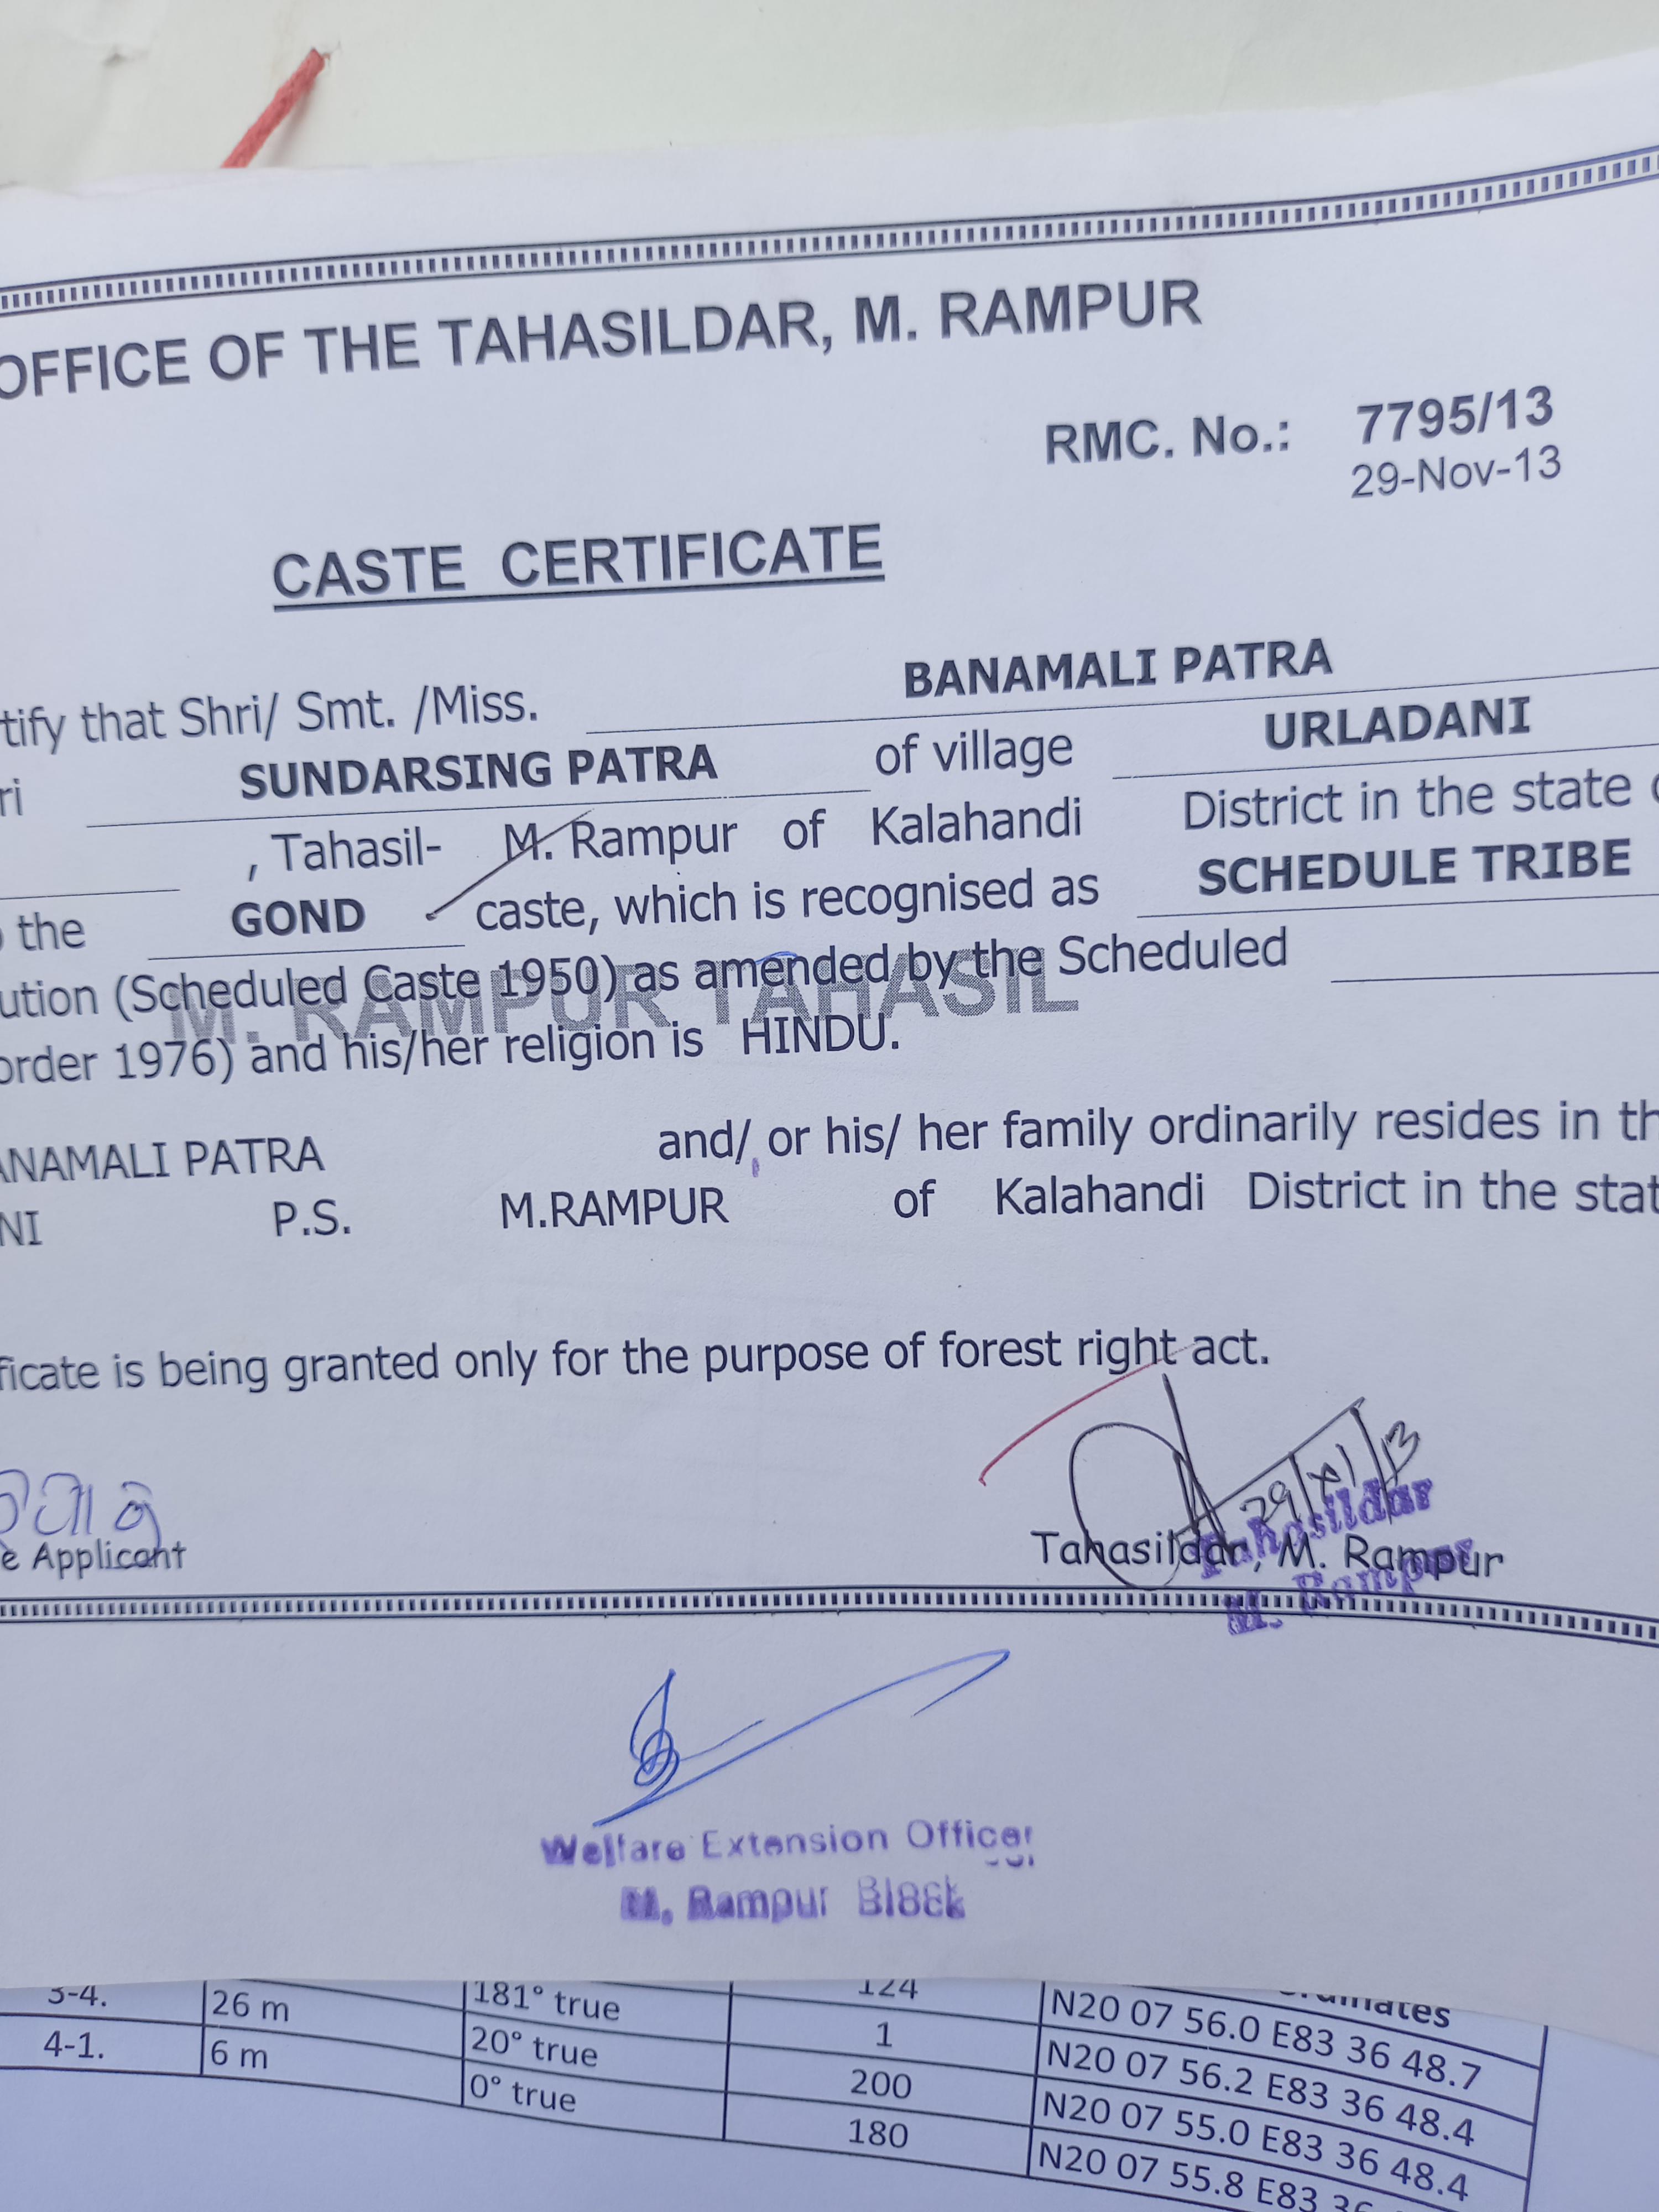 OFFICE OF THE TAHASILDAR, M. RAMPUR
RMC. No.: 7795/13
29-Nov-13
CASTE CERTIFICATE
tify that Shri/ Smt. /Miss. BANAMALI PATRA
ri SUNDARSING PATRA of village URLADANI
, Tahasil- M. Rampur of Kalahandi District in the state
the GOND caste, which is recognised as SCHEDULE TRIBE
ution (Scheduled Caste 1950) as amended by the Scheduled
M. RAMPUR TAHASIL
order 1976) and his/her religion is HINDU.
ANAMALI PATRA and/ or his/ her family ordinarily resides in th
NI P.S. M.RAMPUR of Kalahandi District in the stat
ficate is being granted only for the purpose of forest right act.
29/11/13
e Applicant
Tahasildar, M. Rampur
Tahasildar
M. Rampur
Welfare Extension Officer
M. Rampur Block
3-4. 26 m 181° true 124 N20 07 56.0 E83 36 48.7
4-1. 6 m 20° true 1 N20 07 56.2 E83 36 48.4
0° true 200 N20 07 55.0 E83 36 48.4
180 N20 07 55.8 E83 36